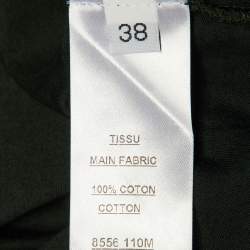 38
TISSU
MAIN FABRIC
100% COTON
COTTON
8556 110M